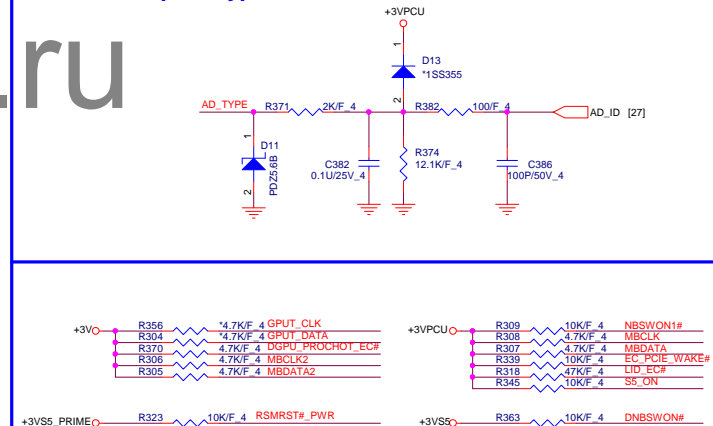 +3VPCU
.ru
1
D13
*1SS355
2
AD_TYPE
R371
2K/F_4
R382
100/F_4
AD_ID [27]
1
D11
PDZ5.6B
2
C382
0.1U/25V_4
R374
12.1K/F_4
C386
100P/50V_4
+3V
R356 *4.7K/F_4 GPUT_CLK
R304 *4.7K/F_4 GPUT_DATA
R370 4.7K/F_4 DGPU_PROCHOT_EC#
R306 4.7K/F_4 MBCLK2
R305 4.7K/F_4 MBDATA2
+3VPCU
R309 10K/F_4 NBSWON1#
R308 4.7K/F_4 MBCLK
R307 4.7K/F_4 MBDATA
R339 10K/F_4 EC_PCIE_WAKE#
R318 47K/F_4 LID_EC#
R345 10K/F_4 S5_ON
+3VS5_PRIME R323 10K/F_4 RSMRST#_PWR
+3VS5 R363 10K/F_4 DNBSWON#